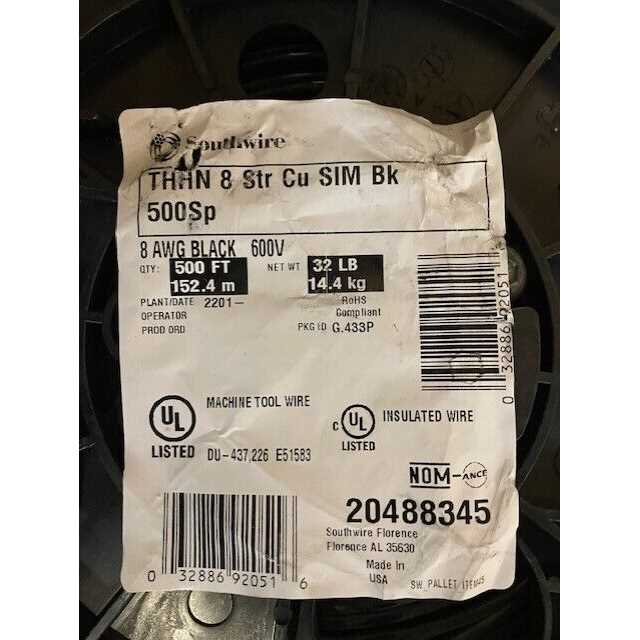 Southwire
THHN 8 Str Cu SIM Bk
500Sp
8 AWG BLACK 600V
QTY: 500 FT NET WT 32 LB
152.4 m 14.4 kg
PLANT/DATE 2201- RoHS
OPERATOR Compliant
PROD ORD PKG ID G.433P
0 32886 92051
UL MACHINE TOOL WIRE
LISTED DU-437,226 E51583
C UL INSULATED WIRE
LISTED
NOM-ANCE
20488345
Southwire Florence
Florence AL 35630
Made In
USA
0 32886 92051 6
SW PALLET ITEM45